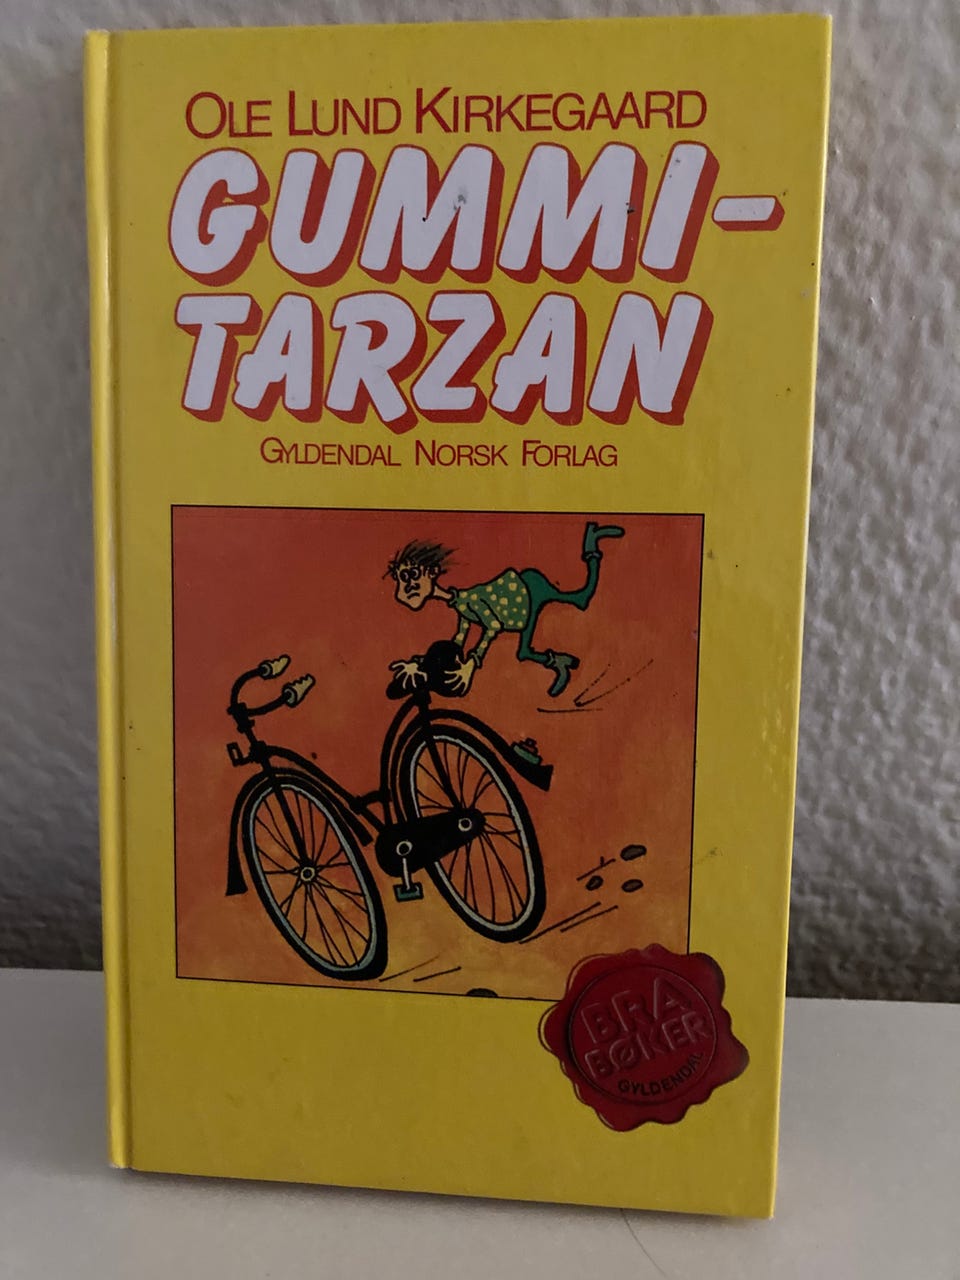 OLE LUND KIRKEGAARD
GUMMI-
TARZAN
GYLDENDAL NORSK FORLAG
BRA
BØKER
GYLDENDAL